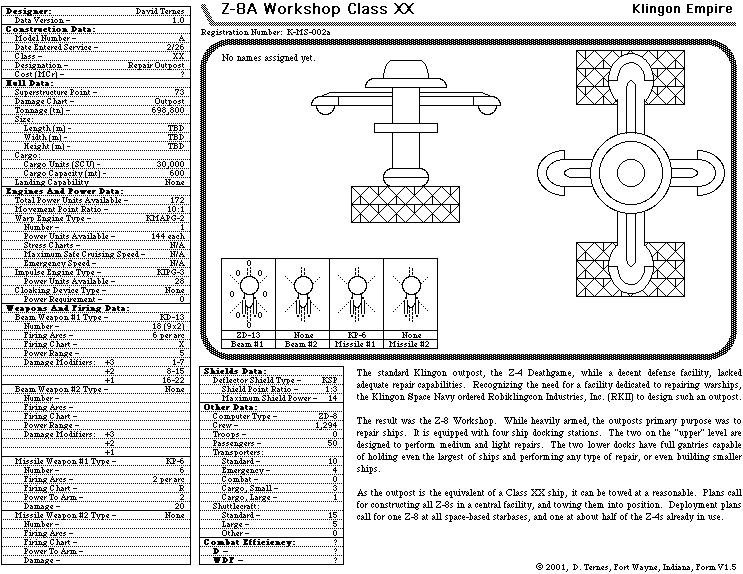 Z-8A Workshop Class XX
Klingon Empire
Registration Number: K-MS-002a
Designer: David Ternes
Data Version - 1.0
Construction Data:
Model Number - A
Date Entered Service - 2/26
Class - XX
Designation - Repair Outpost
Cost (MCr) - ?
Hull Data:
Superstructure Point - 73
Damage Chart - Outpost
Tonnage (tn) - 698,800
Size:
Length (m) - TBD
Width (m) - TBD
Height (m) - TBD
Cargo:
Cargo Units (SCU) - 30,000
Cargo Capacity (mt) - 600
Landing Capability None
Engines And Power Data:
Total Power Units Available - 172
Movement Point Ratio - 10:1
Warp Engine Type - KMAPG-2
Number - 1
Power Units Available - 144 each
Stress Charts - N/A
Maximum Safe Cruising Speed - N/A
Emergency Speed - N/A
Impulse Engine Type - KIPG-3
Power Units Available - 28
Cloaking Device Type - None
Power Requirement - 0
Weapons And Firing Data:
Beam Weapon #1 Type - KD-13
Number - 18 (9x2)
Firing Arcs - 6 per arc
Firing Chart - X
Power Range - 5
Damage Modifiers: +3 1-7
+2 8-15
+1 16-22
Beam Weapon #2 Type - None
Number -
Firing Arcs -
Firing Chart -
Power Range -
Damage Modifiers: +3
+2
+1
Missile Weapon #1 Type - KP-6
Number - 6
Firing Arcs - 2 per arc
Firing Chart - R
Power To Arm - 2
Damage - 20
Missile Weapon #2 Type - None
Number -
Firing Arcs -
Firing Chart -
Power To Arm -
Damage -
No names assigned yet.
0
0 0
0 0
0
ZD-13 None KP-6 None
Beam #1 Beam #2 Missile #1 Missile #2
Shields Data:
Deflector Shield Type - KSP
Shield Point Ratio - 1:3
Maximum Shield Power - 14
Other Data:
Computer Type - ZD-8
Crew - 1,294
Troops - 0
Passengers - 50
Transporters:
Standard - 10
Emergency - 4
Combat - 0
Cargo, Small - 3
Cargo, Large - 1
Shuttlecraft:
Standard - 15
Large - 5
Other - 0
Combat Efficiency: ?
D - ?
WDF - ?
The standard Klingon outpost, the Z-4 Deathgame, while a decent defense facility, lacked
adequate repair capabilities. Recognizing the need for a facility dedicated to repairing warships,
the Klingon Space Navy ordered Robiklingcon Industries, Inc. (RKII) to design such an outpost.
The result was the Z-8 Workshop. While heavily armed, the outposts primary purpose was to
repair ships. It is equipped with four ship docking stations. The two on the "upper" level are
designed to perform medium and light repairs. The two lower docks have full gantries capable
of holding even the largest of ships and performing any type of repair, or even building smaller
ships.
As the outpost is the equivalent of a Class XX ship, it can be towed at a reasonable. Plans call
for constructing all Z-8s in a central facility, and towing them into position. Deployment plans
call for one Z-8 at all space-based starbases, and one at about half of the Z-4s already in use.
© 2001, D. Ternes, Fort Wayne, Indiana, Form V1.5